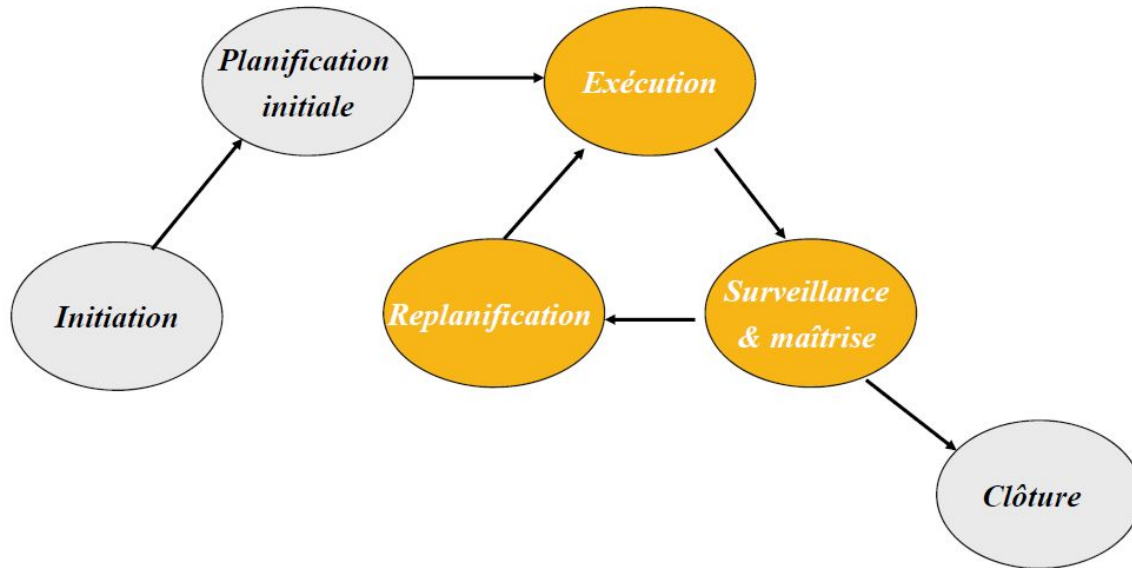 Planification
initiale
Exécution
Initiation
Replanification
Surveillance
& maîtrise
Clôture